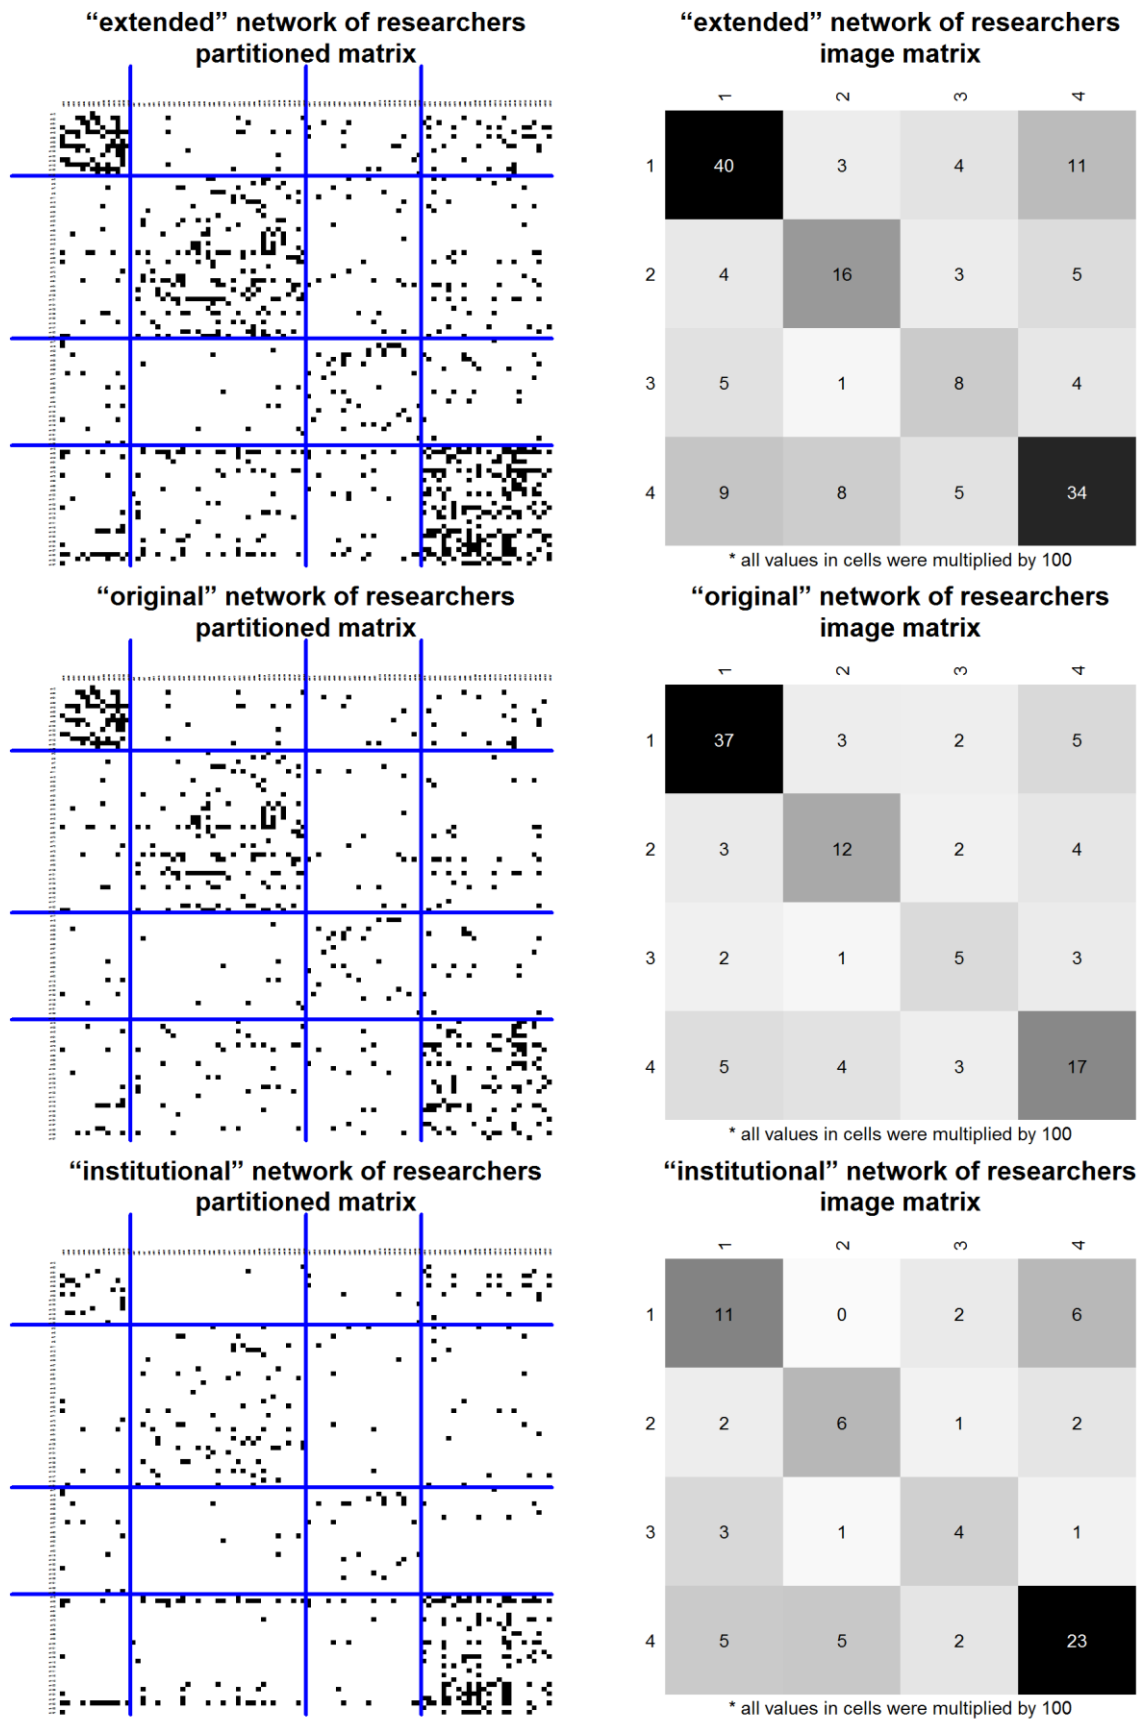 “extended” network of researchers
partitioned matrix
“extended” network of researchers
image matrix
1 2 3 4
1 40 3 4 11
2 4 16 3 5
3 5 1 8 4
4 9 8 5 34
* all values in cells were multiplied by 100
“original” network of researchers
partitioned matrix
“original” network of researchers
image matrix
1 2 3 4
1 37 3 2 5
2 3 12 2 4
3 2 1 5 3
4 5 4 3 17
* all values in cells were multiplied by 100
“institutional” network of researchers
partitioned matrix
“institutional” network of researchers
image matrix
1 2 3 4
1 11 0 2 6
2 2 6 1 2
3 3 1 4 1
4 5 5 2 23
* all values in cells were multiplied by 100